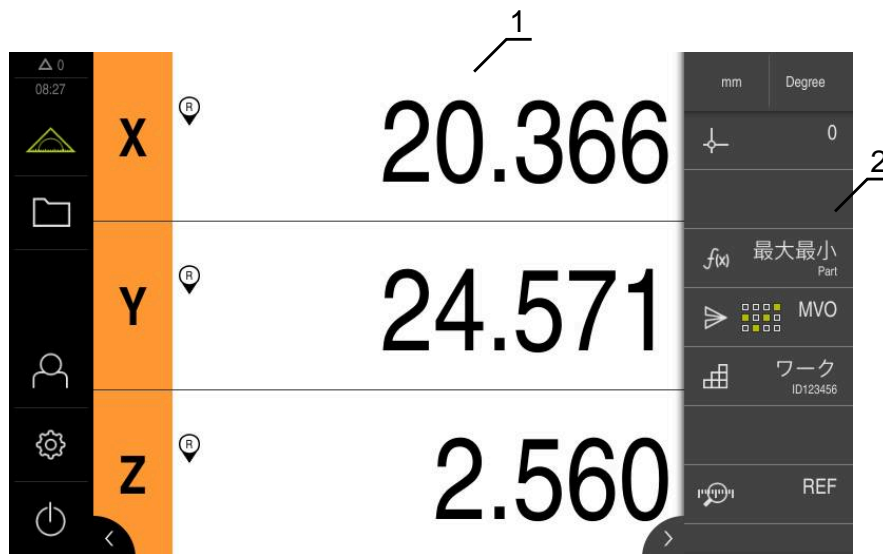 1
0
08:27
X
R
20.366
Y
R
24.571
Z
R
2.560
mm
Degree
0
2
f(x)
最大最小
Part
MVO
ワーク
ID123456
REF